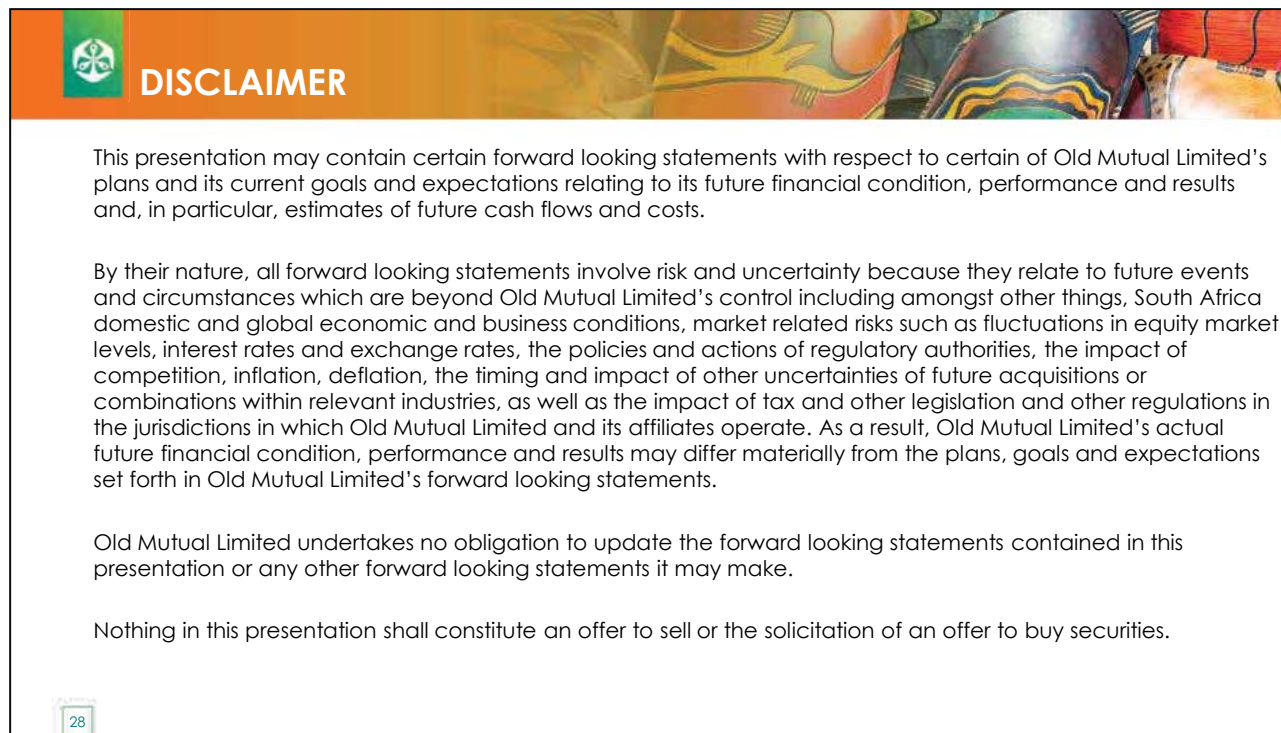 DISCLAIMER
This presentation may contain certain forward looking statements with respect to certain of Old Mutual Limited’s
plans and its current goals and expectations relating to its future financial condition, performance and results
and, in particular, estimates of future cash flows and costs.
By their nature, all forward looking statements involve risk and uncertainty because they relate to future events
and circumstances which are beyond Old Mutual Limited’s control including amongst other things, South Africa
domestic and global economic and business conditions, market related risks such as fluctuations in equity market
levels, interest rates and exchange rates, the policies and actions of regulatory authorities, the impact of
competition, inflation, deflation, the timing and impact of other uncertainties of future acquisitions or
combinations within relevant industries, as well as the impact of tax and other legislation and other regulations in
the jurisdictions in which Old Mutual Limited and its affiliates operate. As a result, Old Mutual Limited’s actual
future financial condition, performance and results may differ materially from the plans, goals and expectations
set forth in Old Mutual Limited’s forward looking statements.
Old Mutual Limited undertakes no obligation to update the forward looking statements contained in this
presentation or any other forward looking statements it may make.
Nothing in this presentation shall constitute an offer to sell or the solicitation of an offer to buy securities.
28